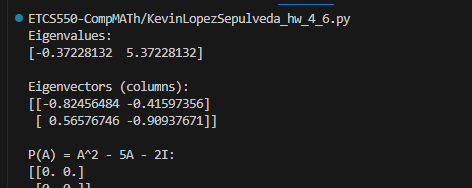 ETCS550-CompMATh/KevinLopezSepulveda_hw_4_6.py
Eigenvalues:
[-0.37228132 5.37228132]
Eigenvectors (columns):
[[-0.82456484 -0.41597356]
[ 0.56576746 -0.90937671]]
P(A) = A^2 - 5A - 2I:
[[0. 0.]
[0. 0.]]